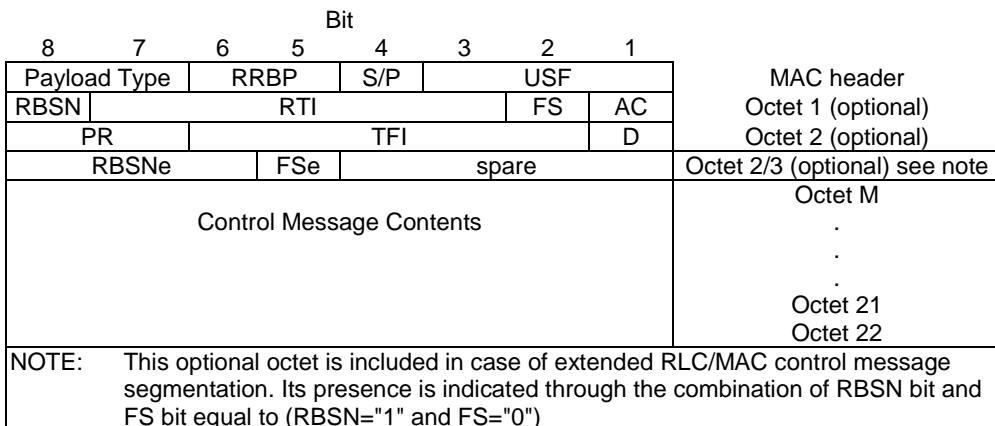 Bit
8 7 6 5 4 3 2 1
Payload Type RRBP S/P USF MAC header
RBSN RTI FS AC Octet 1 (optional)
PR TFI D Octet 2 (optional)
RBSNe FSe spare Octet 2/3 (optional) see note
Octet M
Control Message Contents .
.
.
Octet 21
Octet 22
NOTE: This optional octet is included in case of extended RLC/MAC control message
segmentation. Its presence is indicated through the combination of RBSN bit and
FS bit equal to (RBSN="1" and FS="0")